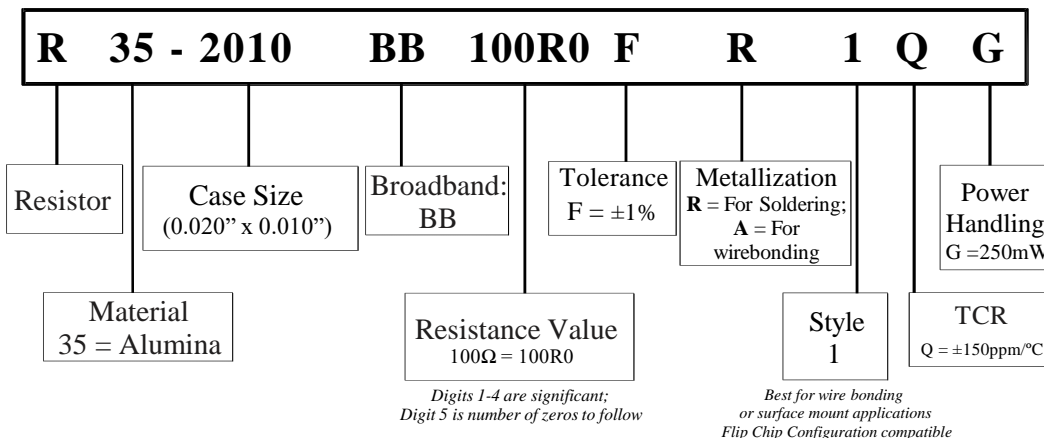 R 35 - 2010 BB 100R0 F R 1 Q G
Resistor
Case Size
(0.020” x 0.010”)
Broadband:
BB
Tolerance
F = ±1%
Metallization
R = For Soldering;
A = For
wirebonding
Power
Handling
G =250mW
Material
35 = Alumina
Resistance Value
100Ω = 100R0
Digits 1-4 are significant;
Digit 5 is number of zeros to follow
Style
1
Best for wire bonding
or surface mount applications
Flip Chip Configuration compatible
TCR
Q = ±150ppm/ºC